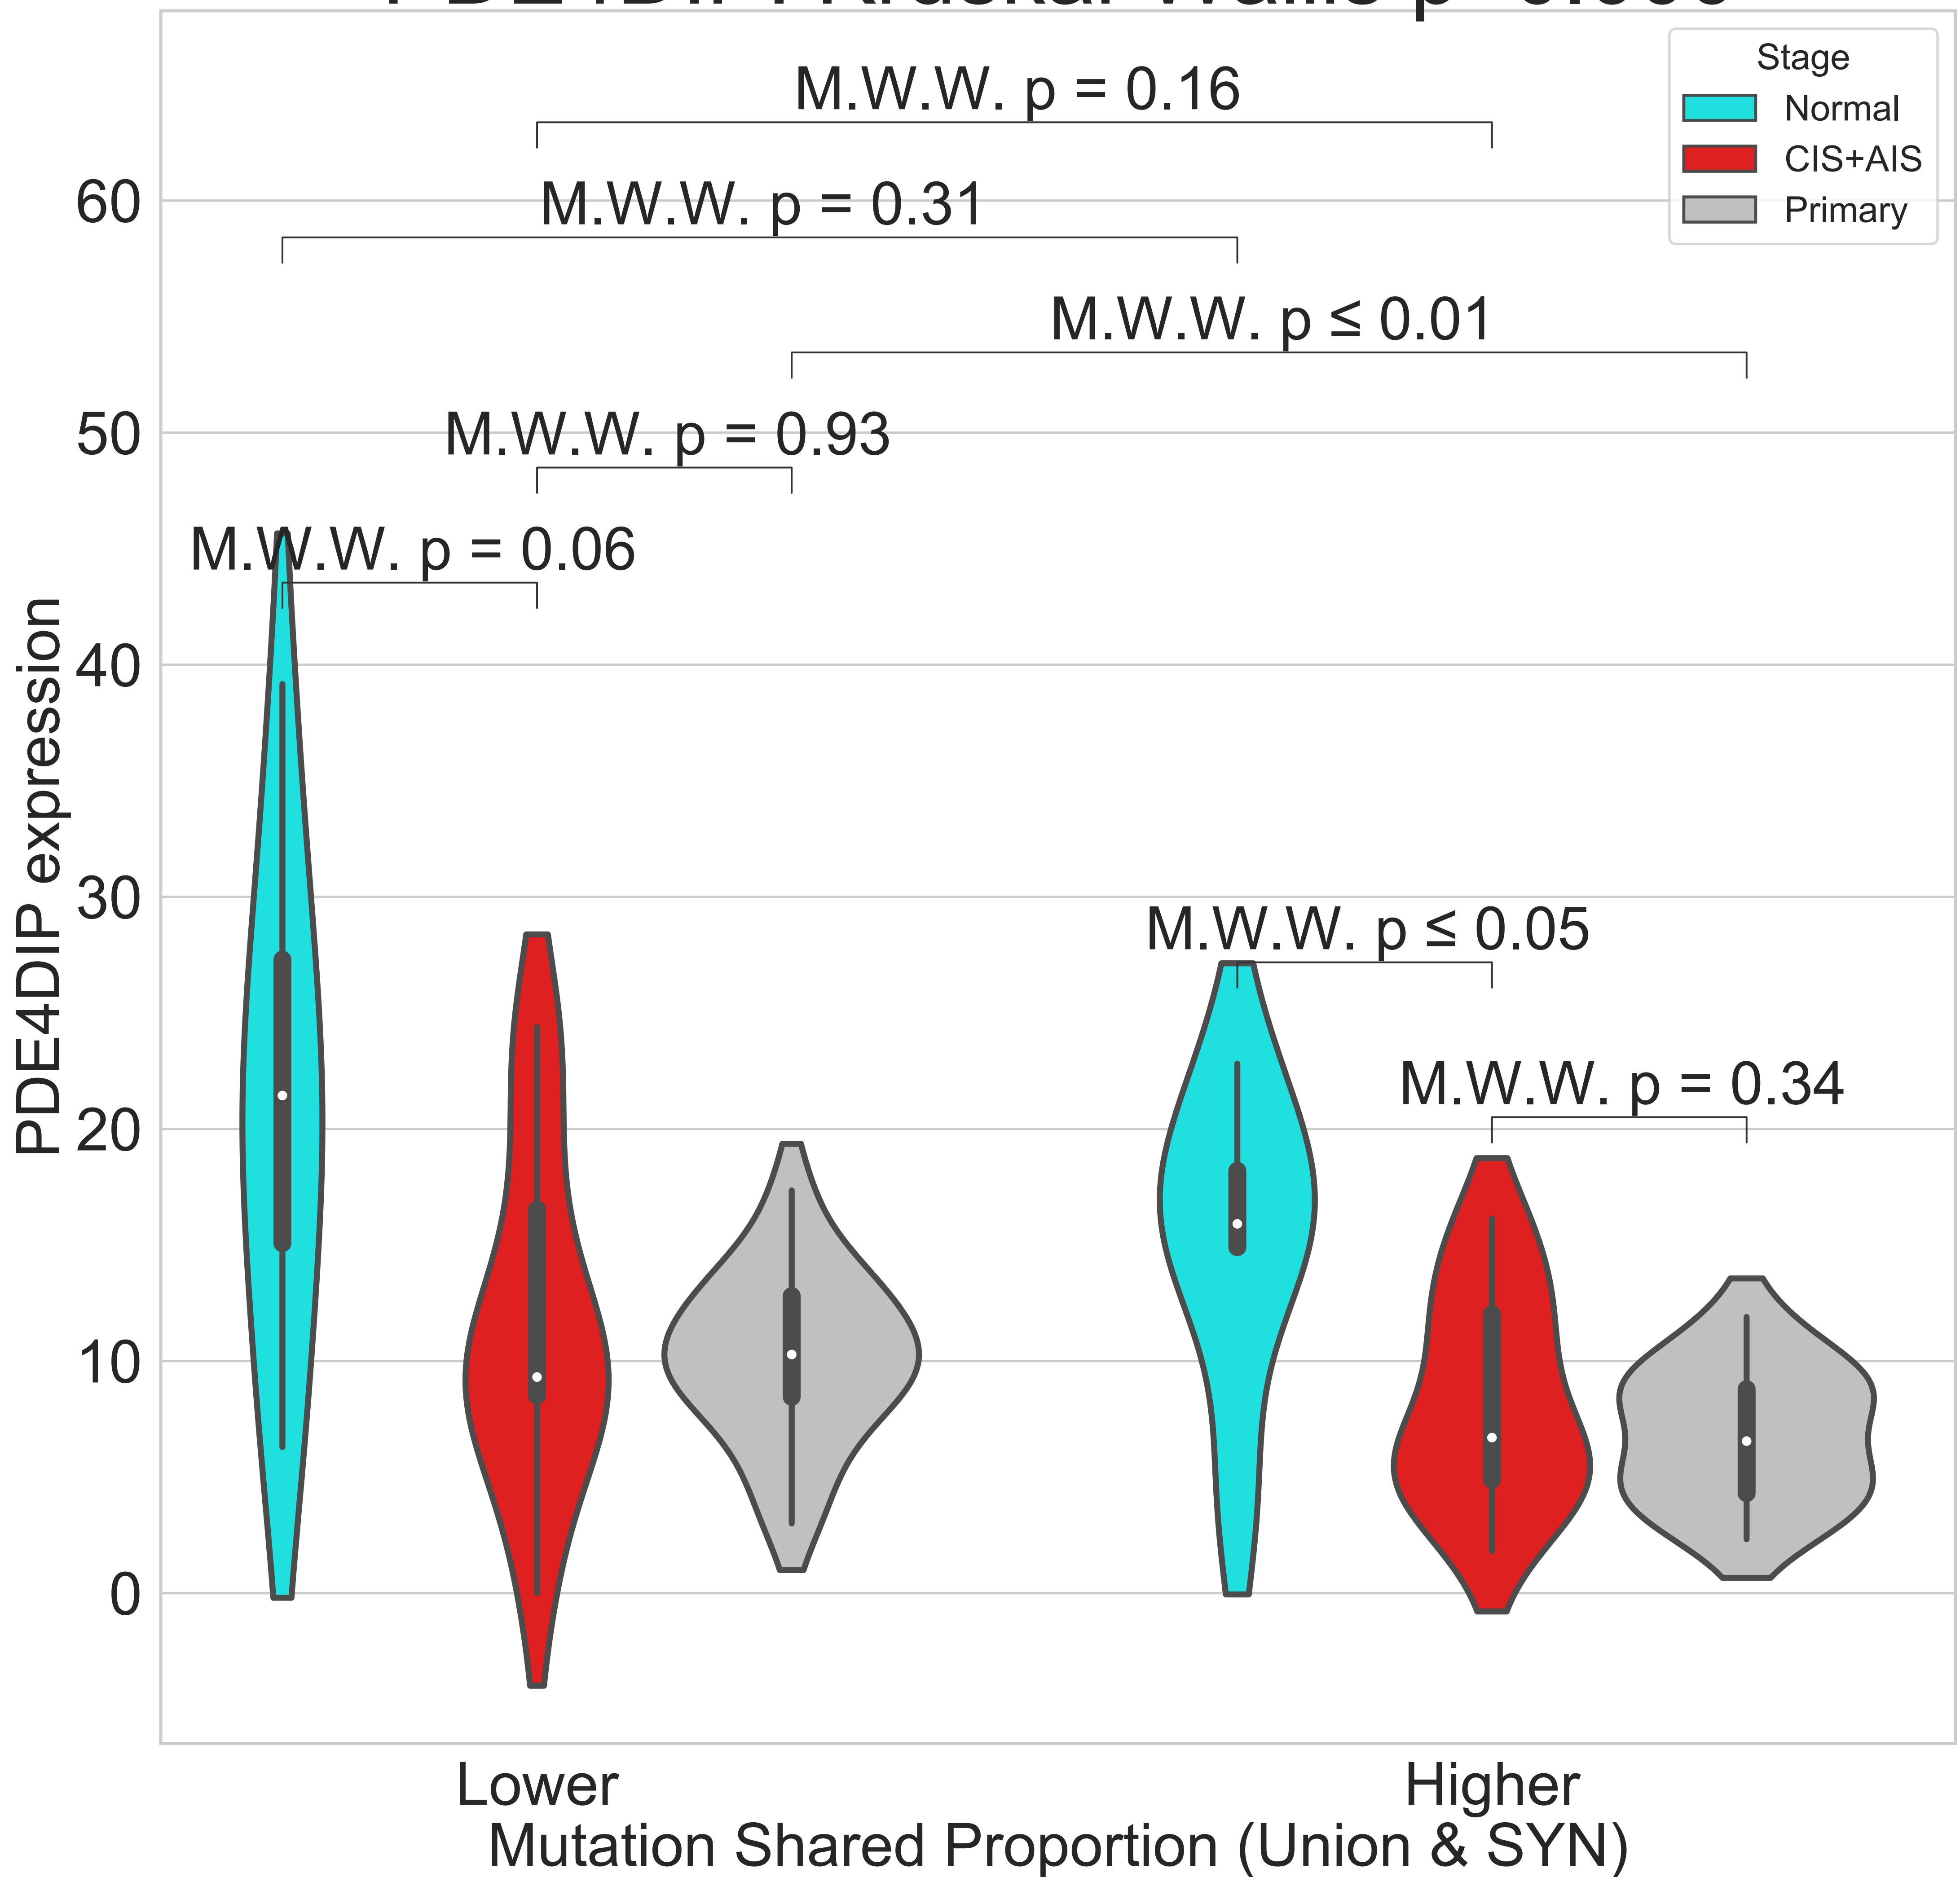 Stage
Normal
CIS+AIS
Primary
M.W.W. p = 0.16
M.W.W. p = 0.31
M.W.W. p ≤ 0.01
M.W.W. p = 0.93
M.W.W. p = 0.06
M.W.W. p ≤ 0.05
M.W.W. p = 0.34
PDE4DIP expression
60
50
40
30
20
10
0
Lower
Higher
Mutation Shared Proportion (Union & SYN)